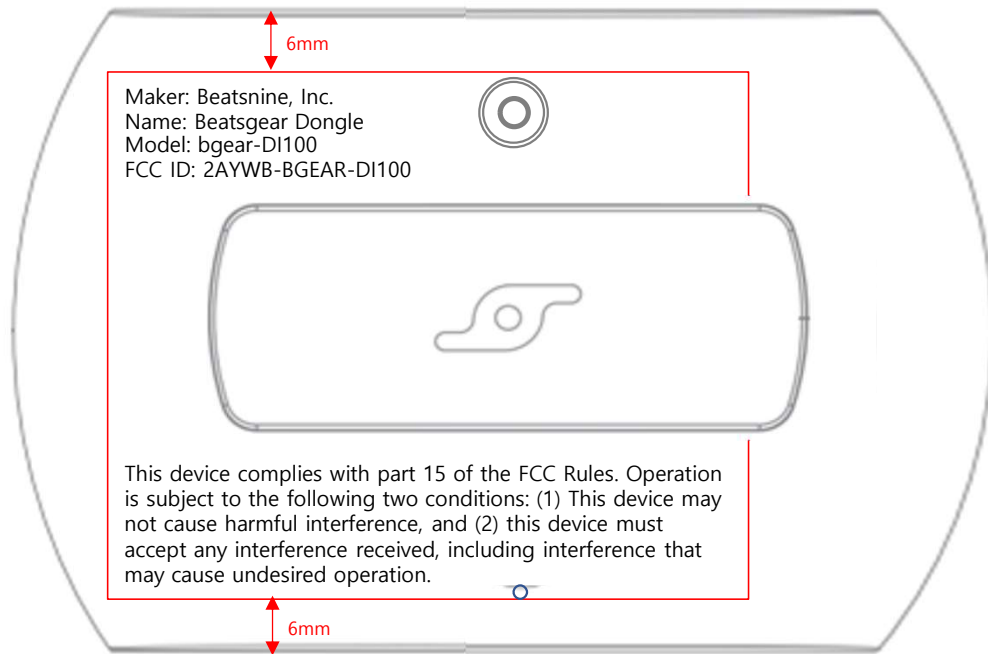 6mm
Maker: Beatsnine, Inc.
Name: Beatsgear Dongle
Model: bgear-DI100
FCC ID: 2AYWB-BGEAR-DI100
This device complies with part 15 of the FCC Rules. Operation
is subject to the following two conditions: (1) This device may
not cause harmful interference, and (2) this device must
accept any interference received, including interference that
may cause undesired operation.
6mm